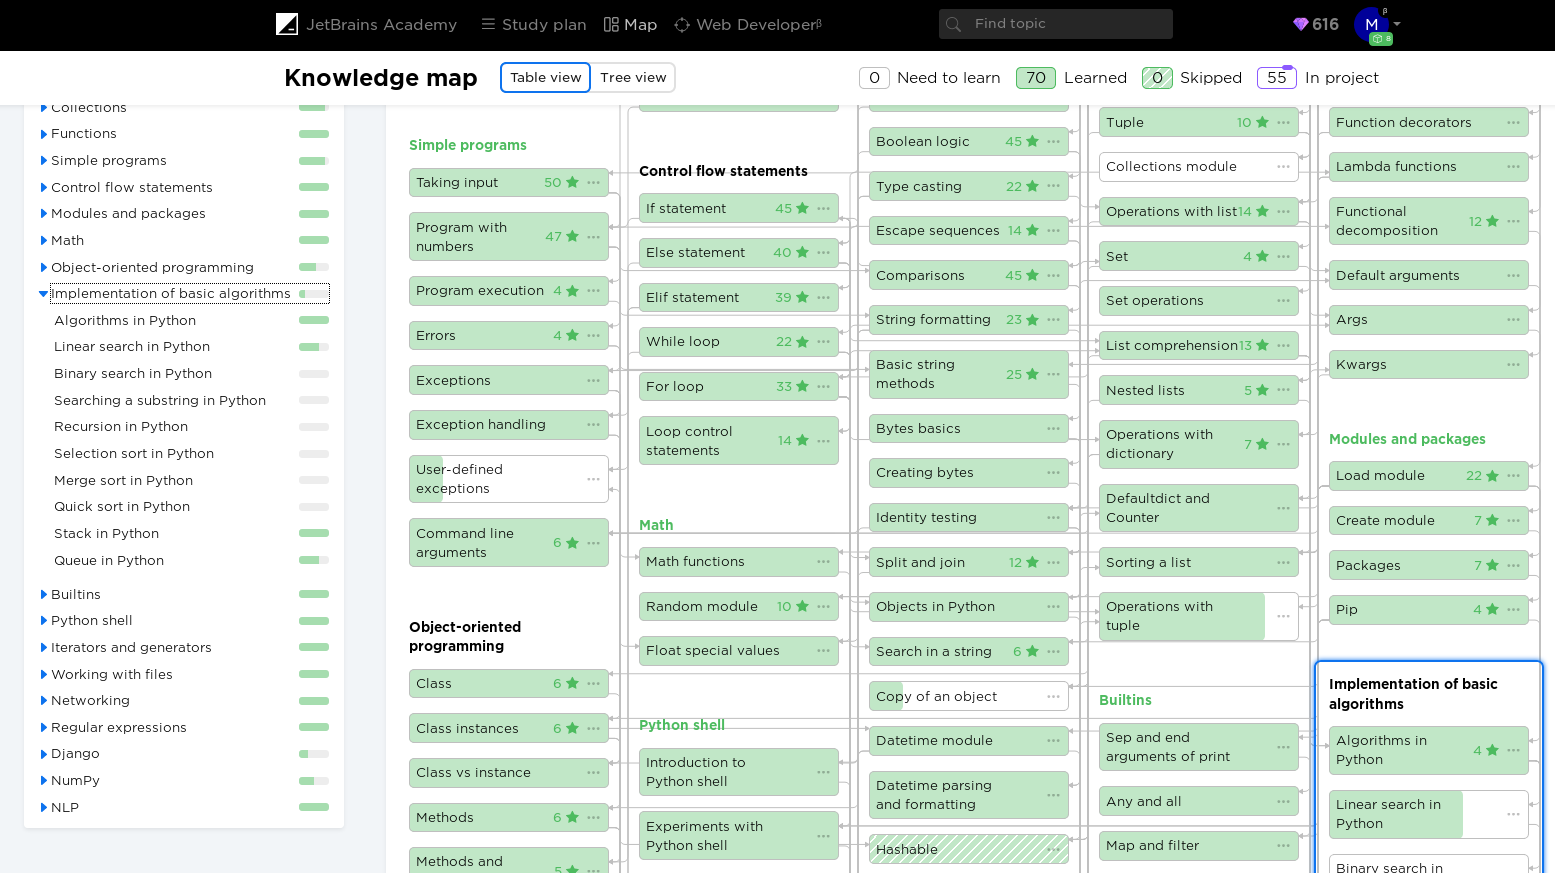 JetBrains Academy
Study plan
Map
Web Developerβ
Find topic
616
β
M
8
Knowledge map
Table view
Tree view
0 Need to learn
70 Learned
0 Skipped
55 In project
Collections
Functions
Simple programs
Control flow statements
Modules and packages
Math
Object-oriented programming
Implementation of basic algorithms
Algorithms in Python
Linear search in Python
Binary search in Python
Searching a substring in Python
Recursion in Python
Selection sort in Python
Merge sort in Python
Quick sort in Python
Stack in Python
Queue in Python
Builtins
Python shell
Iterators and generators
Working with files
Networking
Regular expressions
Django
NumPy
NLP
Simple programs
Taking input 50
Program with
numbers 47
Program execution 4
Errors 4
Exceptions
Exception handling
User-defined
exceptions
Command line
arguments 6
Object-oriented
programming
Class 6
Class instances 6
Class vs instance
Methods 6
Methods and
5
Control flow statements
If statement 45
Else statement 40
Elif statement 39
While loop 22
For loop 33
Loop control
statements 14
Math
Math functions
Random module 10
Float special values
Python shell
Introduction to
Python shell
Experiments with
Python shell
Boolean logic 45
Type casting 22
Escape sequences 14
Comparisons 45
String formatting 23
Basic string
methods 25
Bytes basics
Creating bytes
Identity testing
Split and join 12
Objects in Python
Search in a string 6
Copy of an object
Datetime module
Datetime parsing
and formatting
Hashable
Tuple 10
Collections module
Operations with list 14
Set 4
Set operations
List comprehension 13
Nested lists 5
Operations with
dictionary 7
Defaultdict and
Counter
Sorting a list
Operations with
tuple
Builtins
Sep and end
arguments of print
Any and all
Map and filter
Function decorators
Lambda functions
Functional
decomposition 12
Default arguments
Args
Kwargs
Modules and packages
Load module 22
Create module 7
Packages 7
Pip 4
Implementation of basic
algorithms
Algorithms in
Python 4
Linear search in
Python
Binary search in